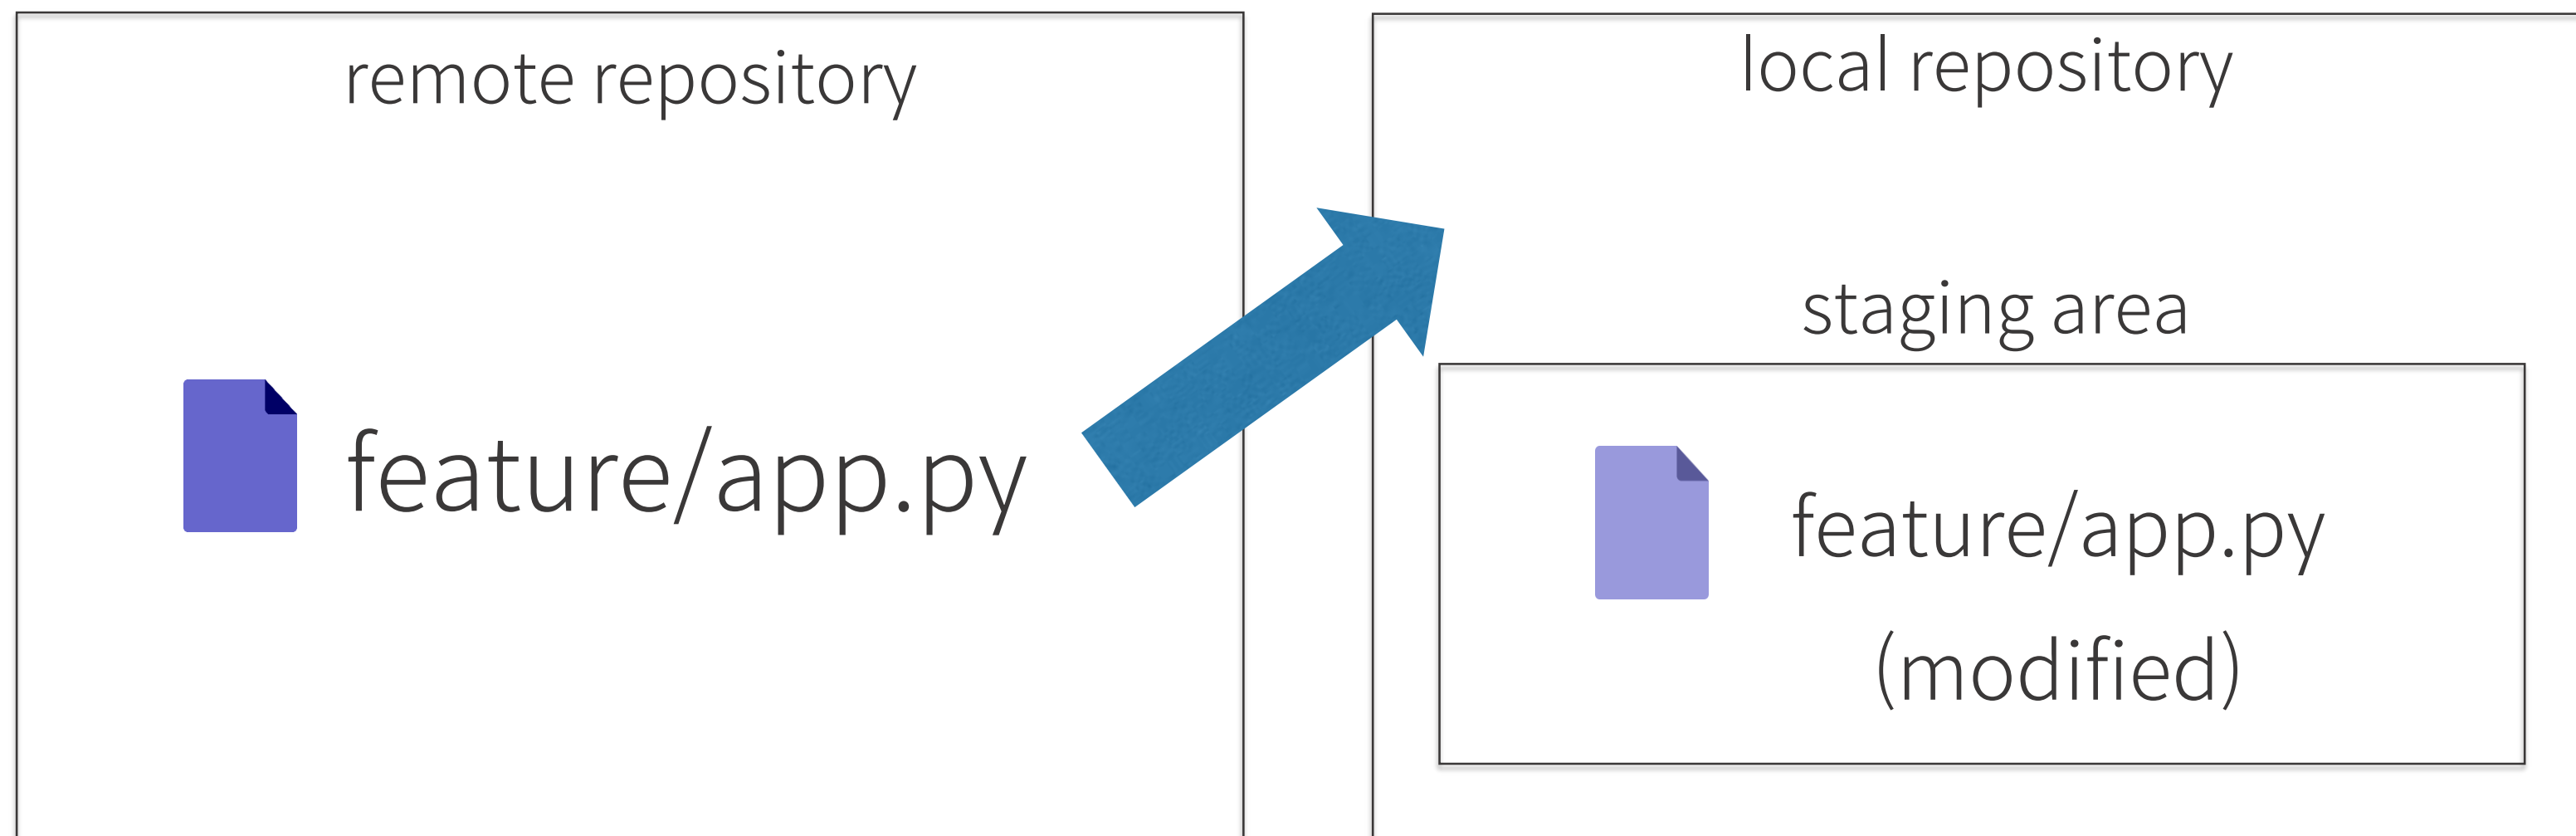 remote repository
feature/app.py
local repository
staging area
feature/app.py
(modified)